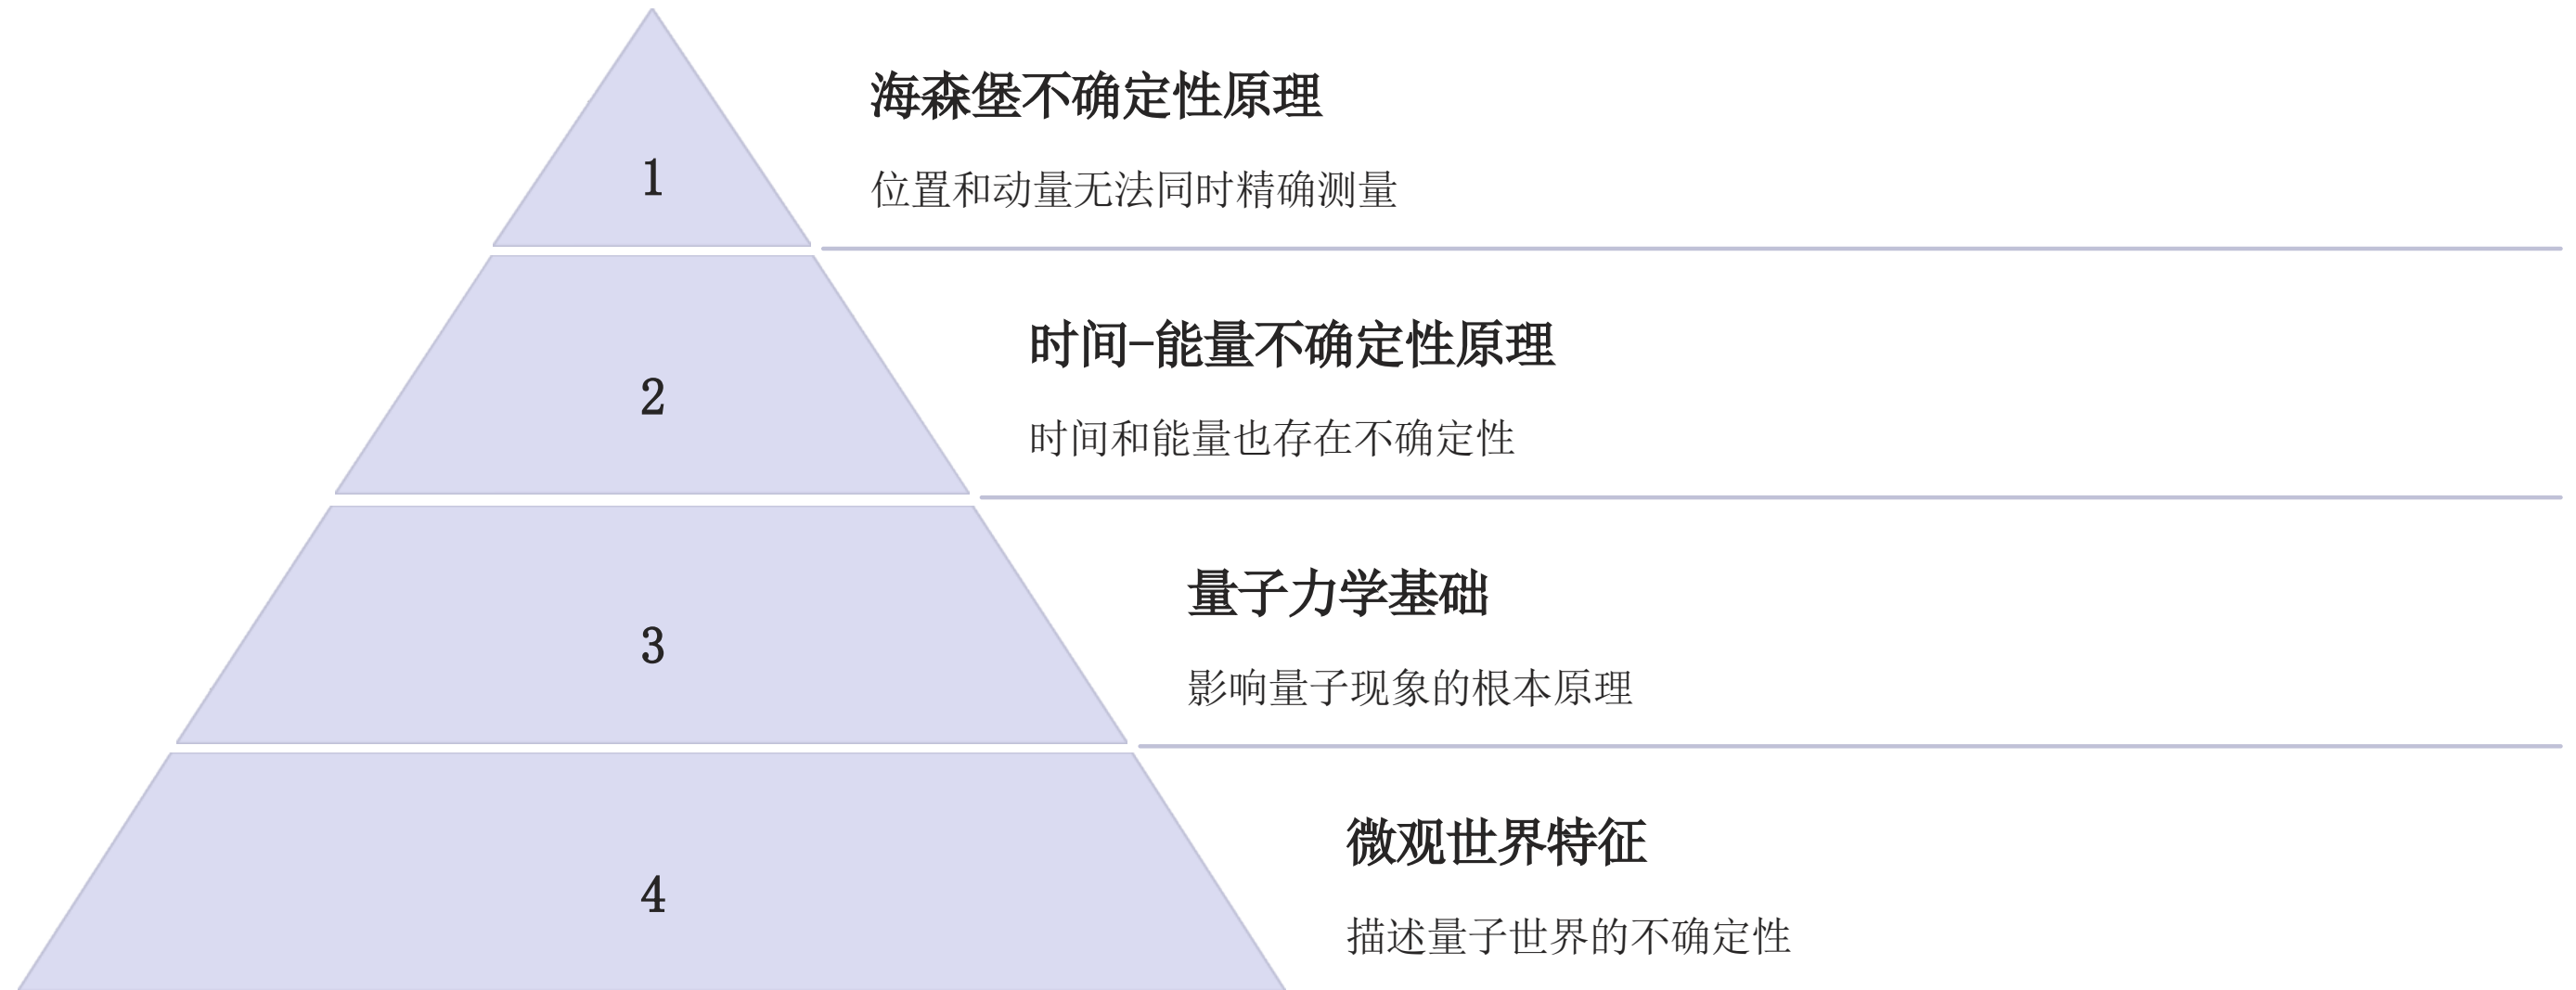 1
海森堡不确定性原理
位置和动量无法同时精确测量
2
时间-能量不确定性原理
时间和能量也存在不确定性
3
量子力学基础
影响量子现象的根本原理
4
微观世界特征
描述量子世界的不确定性